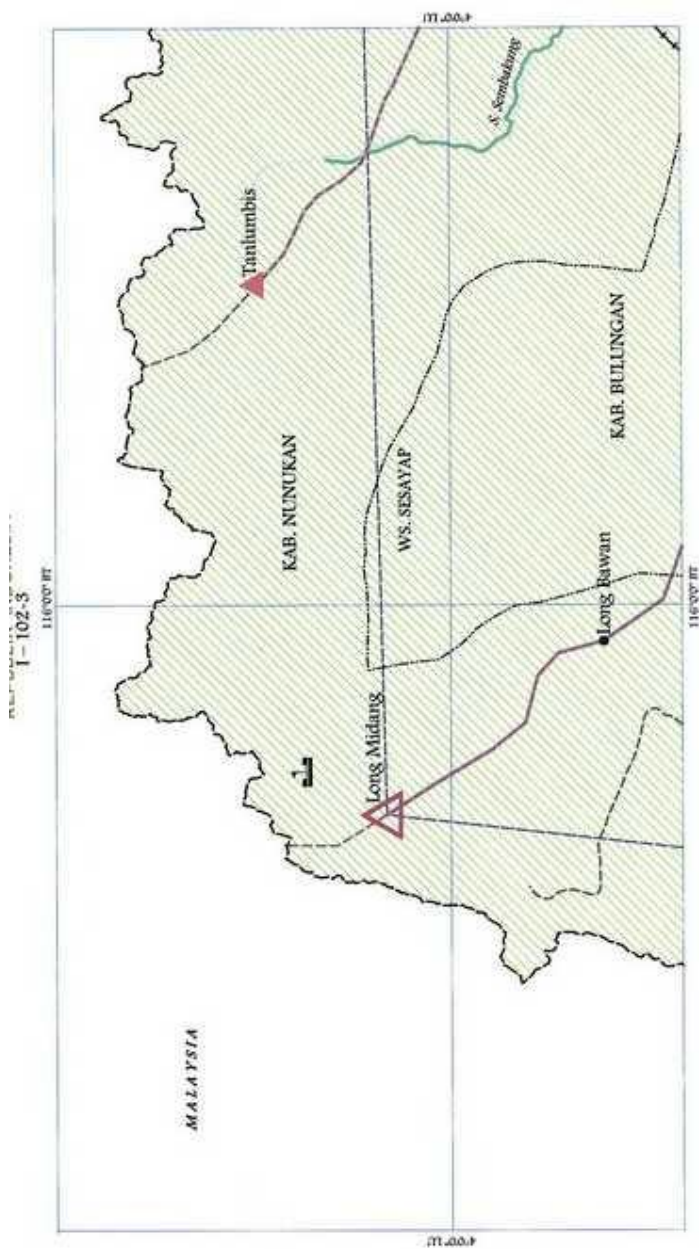 1 – 102-3
116°00' BT
4°00' LU
4°00' LU
MALAYSIA
Tanlumbis
S. Sembakung
KAB. NUNUKAN
Long Midang
WS. SESAYAP
KAB. BULUNGAN
Long Bawan
116°00' BT